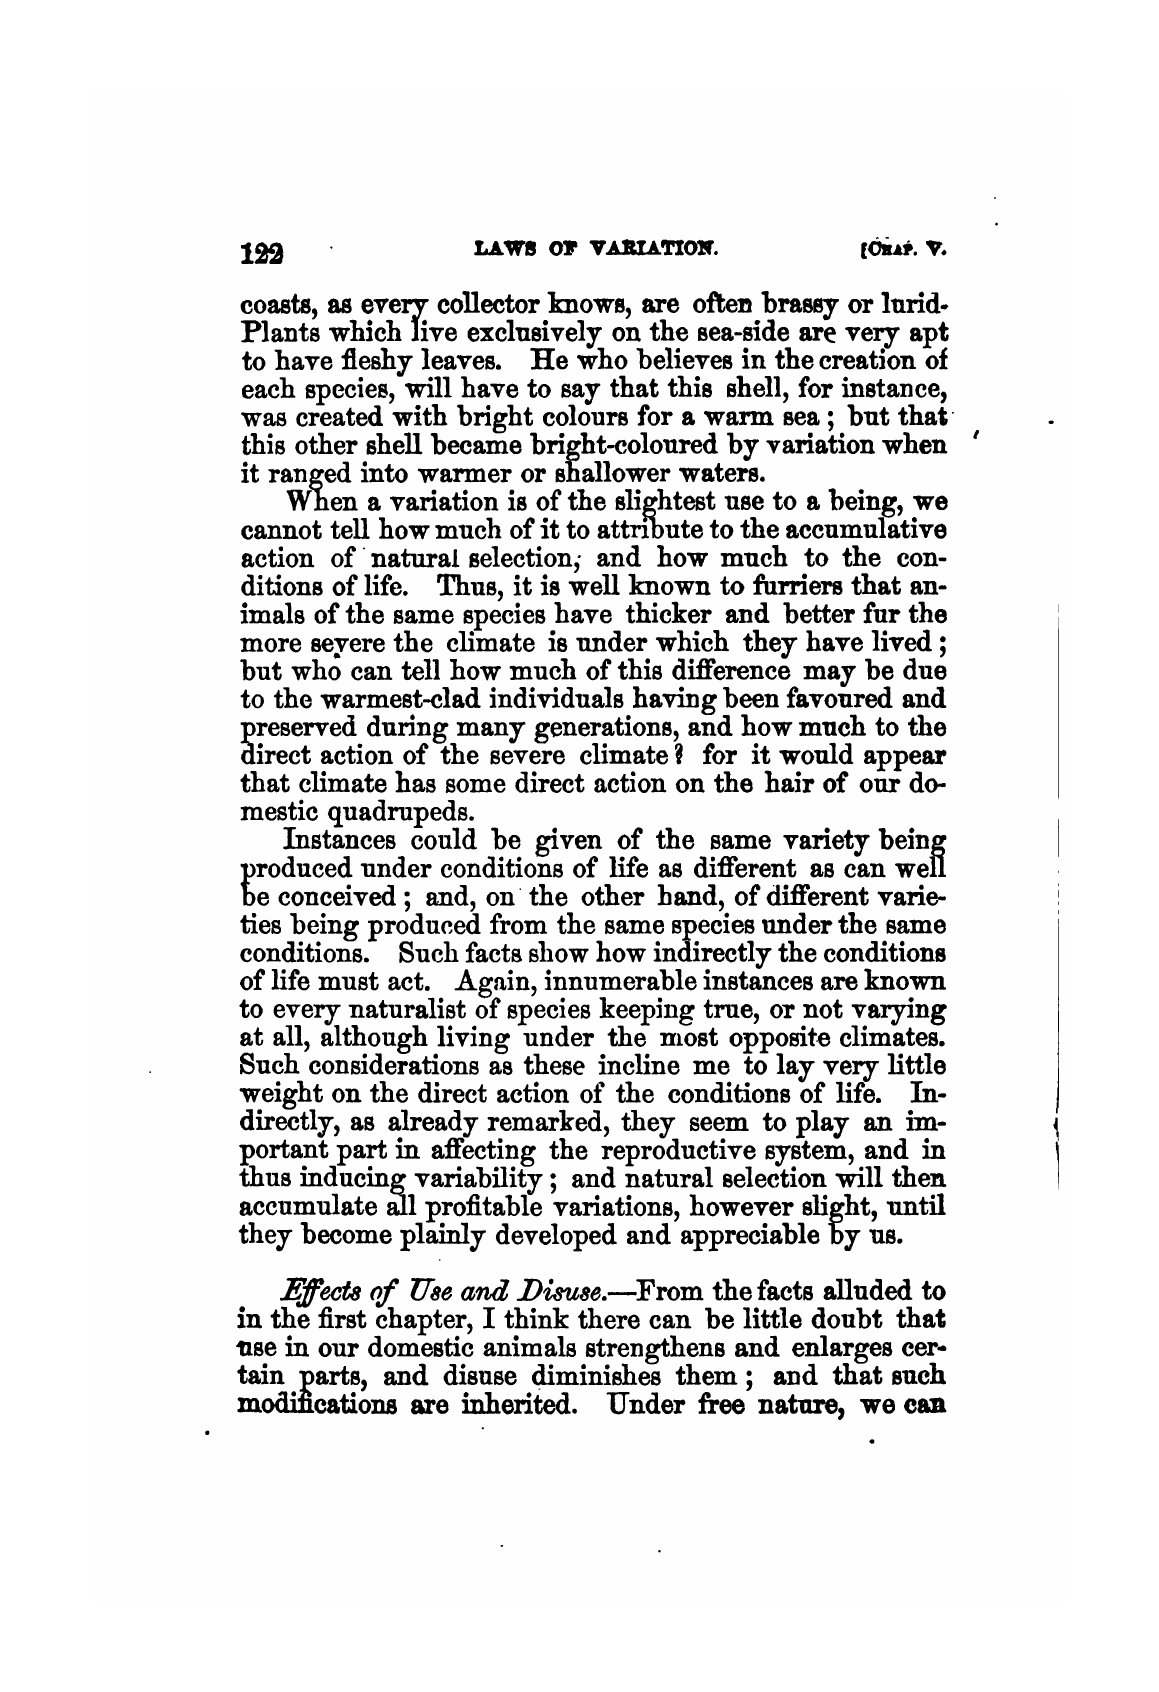 122 LAWS OF VARIATION. [CHAP. V.
coasts, as every collector knows, are often brassy or lurid.
Plants which live exclusively on the sea-side are very apt
to have fleshy leaves. He who believes in the creation of
each species, will have to say that this shell, for instance,
was created with bright colours for a warm sea; but that
this other shell became bright-coloured by variation when
it ranged into warmer or shallower waters.
When a variation is of the slightest use to a being, we
cannot tell how much of it to attribute to the accumulative
action of natural selection, and how much to the con-
ditions of life. Thus, it is well known to furriers that an-
imals of the same species have thicker and better fur the
more severe the climate is under which they have lived;
but who can tell how much of this difference may be due
to the warmest-clad individuals having been favoured and
preserved during many generations, and how much to the
direct action of the severe climate? for it would appear
that climate has some direct action on the hair of our do-
mestic quadrupeds.
Instances could be given of the same variety being
produced under conditions of life as different as can well
be conceived; and, on the other hand, of different varie-
ties being produced from the same species under the same
conditions. Such facts show how indirectly the conditions
of life must act. Again, innumerable instances are known
to every naturalist of species keeping true, or not varying
at all, although living under the most opposite climates.
Such considerations as these incline me to lay very little
weight on the direct action of the conditions of life. In-
directly, as already remarked, they seem to play an im-
portant part in affecting the reproductive system, and in
thus inducing variability; and natural selection will then
accumulate all profitable variations, however slight, until
they become plainly developed and appreciable by us.
Effects of Use and Disuse.—From the facts alluded to
in the first chapter, I think there can be little doubt that
use in our domestic animals strengthens and enlarges cer-
tain parts, and disuse diminishes them; and that such
modifications are inherited. Under free nature, we can